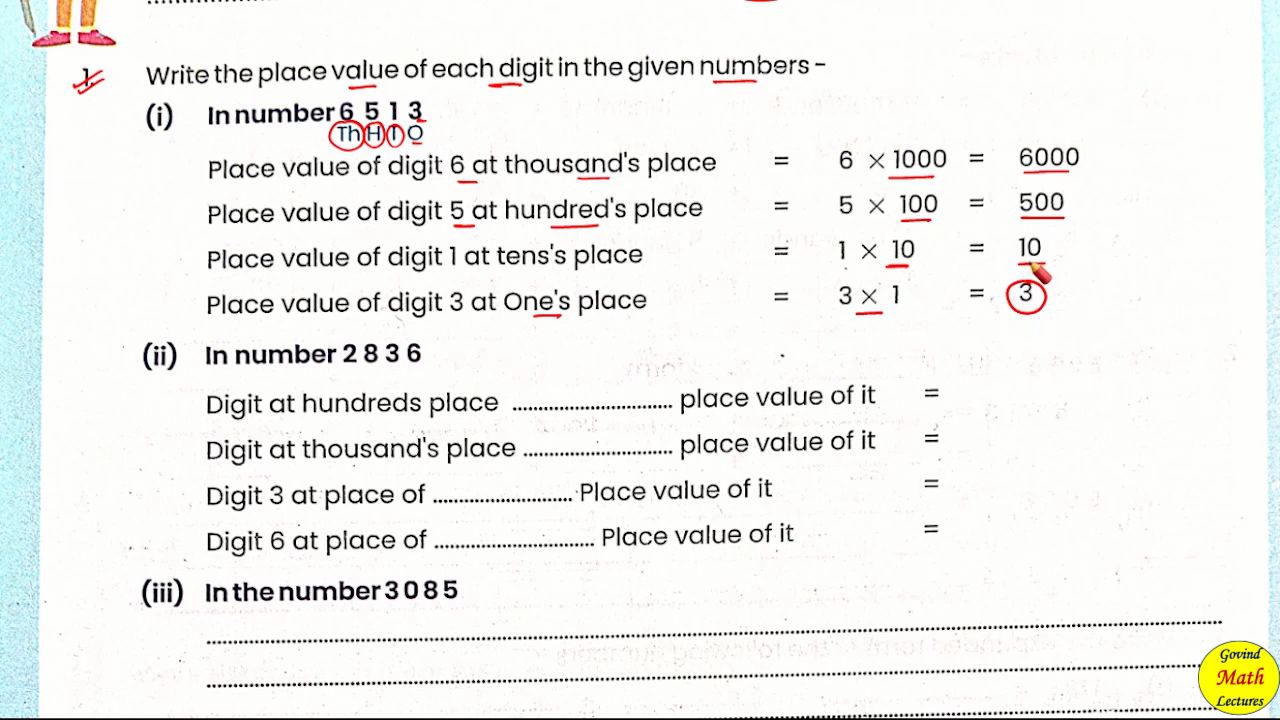 1. Write the place value of each digit in the given numbers -
(i) In number 6 5 1 3
Th H T O
Place value of digit 6 at thousand's place = 6 × 1000 = 6000
Place value of digit 5 at hundred's place = 5 × 100 = 500
Place value of digit 1 at tens's place = 1 × 10 = 10
Place value of digit 3 at One's place = 3 × 1 = 3
(ii) In number 2 8 3 6
Digit at hundreds place .............................. place value of it =
Digit at thousand's place ............................ place value of it =
Digit 3 at place of .......................... Place value of it =
Digit 6 at place of .............................. Place value of it =
(iii) In the number 3 0 8 5
Govind
Math
Lectures